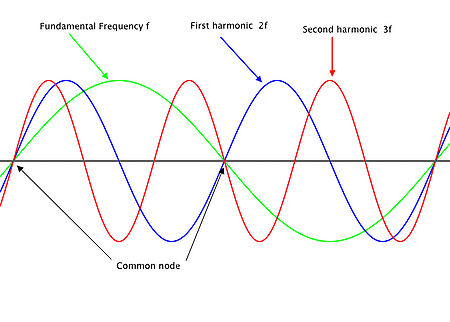 Fundamental Frequency f
First harmonic 2f
Second harmonic 3f
Common node